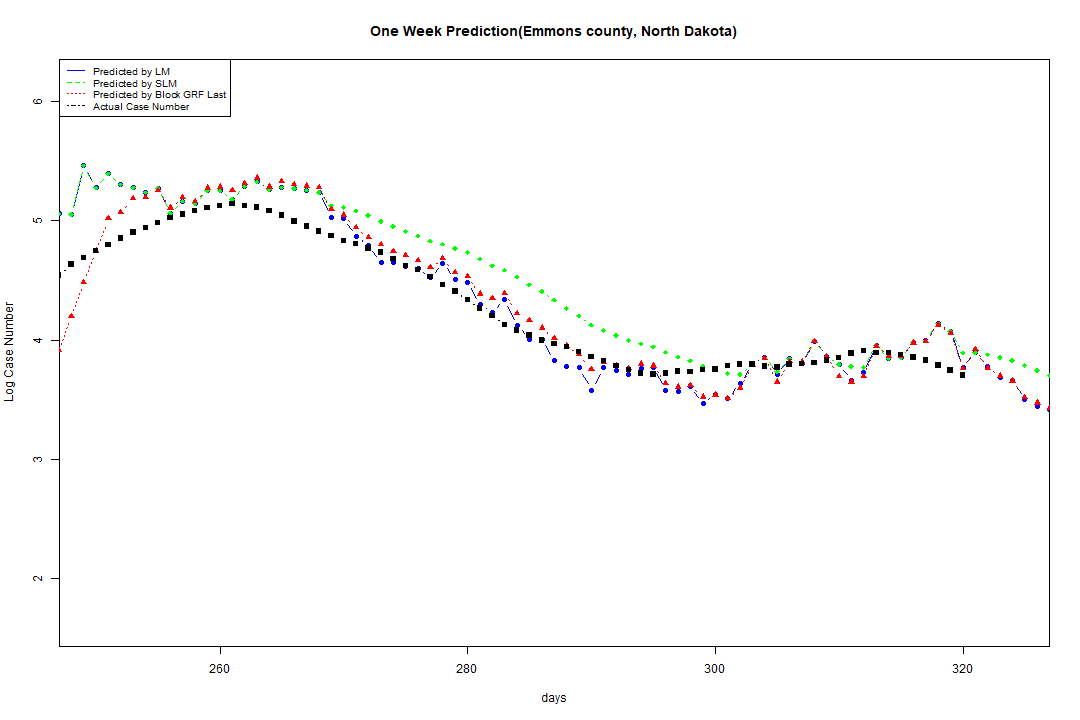 One Week Prediction(Emmons county, North Dakota)
Predicted by LM
Predicted by SLM
Predicted by Block GRF Last
Actual Case Number
6
5
4
3
2
Log Case Number
260 280 300 320
days